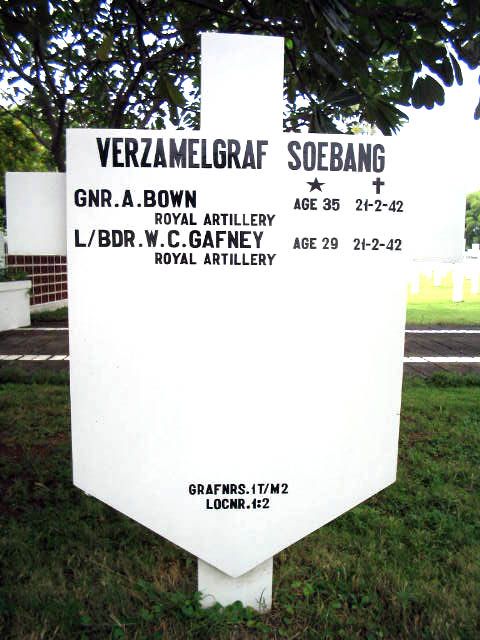 VERZAMELGRAF SOEBANG
★ ✝
GNR.A.BOWN AGE 35 21-2-42
ROYAL ARTILLERY
L/BDR.W.C.GAFNEY AGE 29 21-2-42
ROYAL ARTILLERY
GRAFNRS.1T/M2
LOCNR.1:2